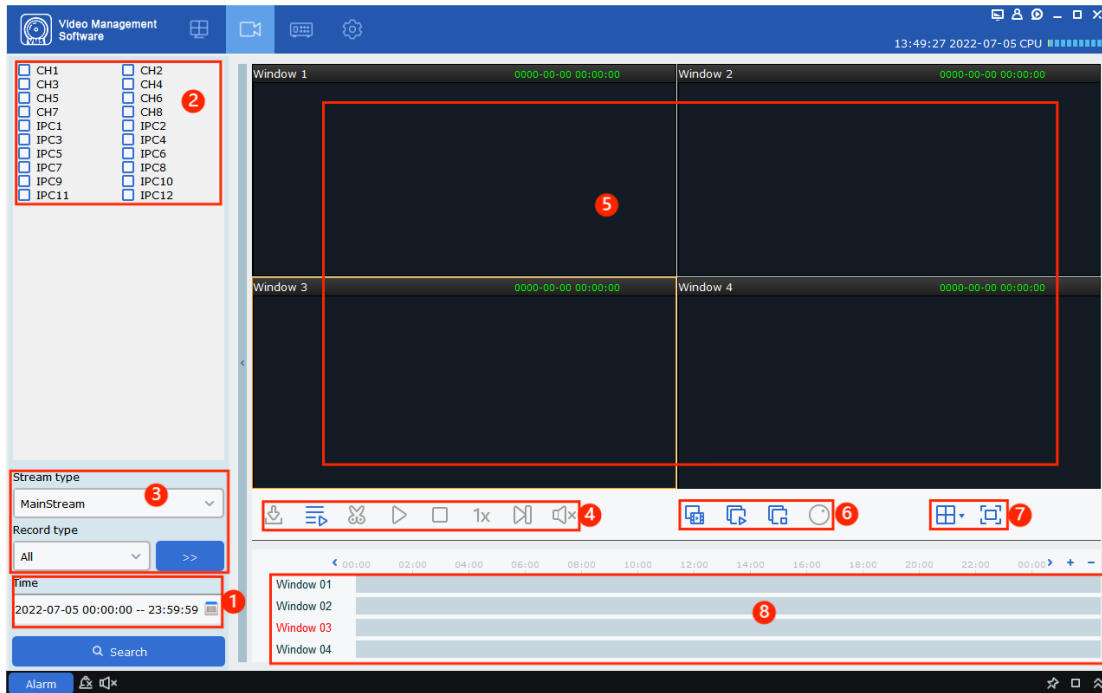 Video Management
Software
VMS
13:49:27 2022-07-05 CPU
CH1 CH2
CH3 CH4
CH5 CH6
CH7 CH8
IPC1 IPC2
IPC3 IPC4
IPC5 IPC6
IPC7 IPC8
IPC9 IPC10
IPC11 IPC12
2
Window 1 0000-00-00 00:00:00 Window 2 0000-00-00 00:00:00
5
Window 3 0000-00-00 00:00:00 Window 4 0000-00-00 00:00:00
Stream type
MainStream
3
Record type
All >>
Time
2022-07-05 00:00:00 -- 23:59:59
1
Search
1x 4 6 7
00:00 02:00 04:00 06:00 08:00 10:00 12:00 14:00 16:00 18:00 20:00 22:00 00:00 + -
Window 01
Window 02
Window 03
Window 04
8
Alarm